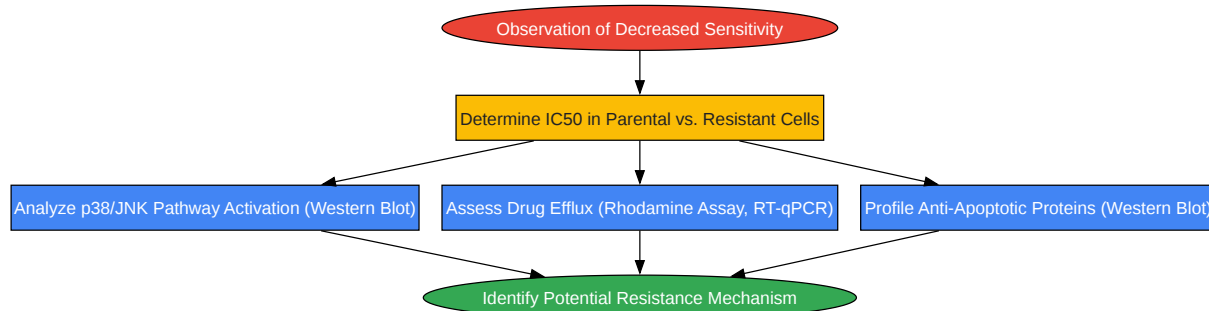 Observation of Decreased Sensitivity
Determine IC50 in Parental vs. Resistant Cells
Analyze p38/JNK Pathway Activation (Western Blot)
Assess Drug Efflux (Rhodamine Assay, RT-qPCR)
Profile Anti-Apoptotic Proteins (Western Blot)
Identify Potential Resistance Mechanism